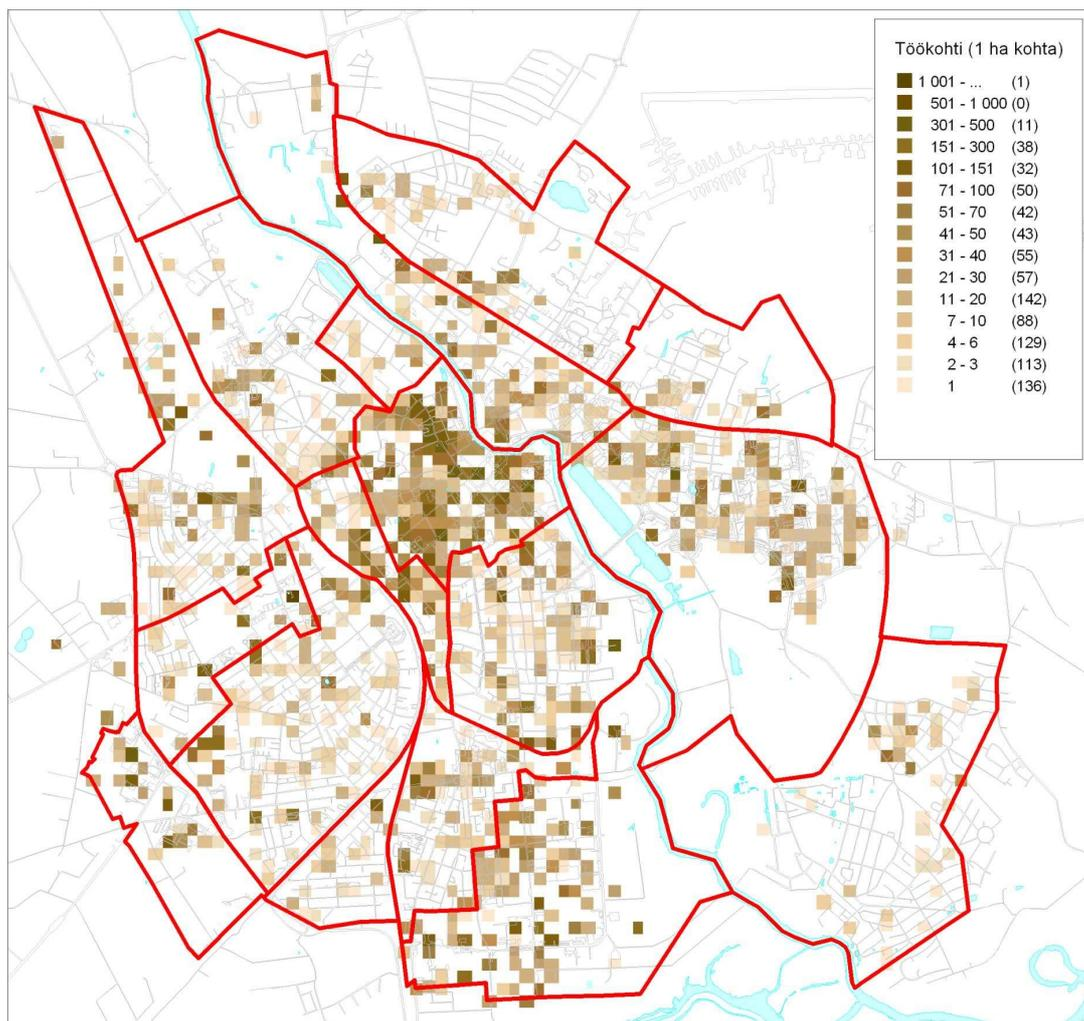 Töökohti (1 ha kohta)
1 001 - ... (1)
501 - 1 000 (0)
301 - 500 (11)
151 - 300 (38)
101 - 151 (32)
71 - 100 (50)
51 - 70 (42)
41 - 50 (43)
31 - 40 (55)
21 - 30 (57)
11 - 20 (142)
7 - 10 (88)
4 - 6 (129)
2 - 3 (113)
1 (136)